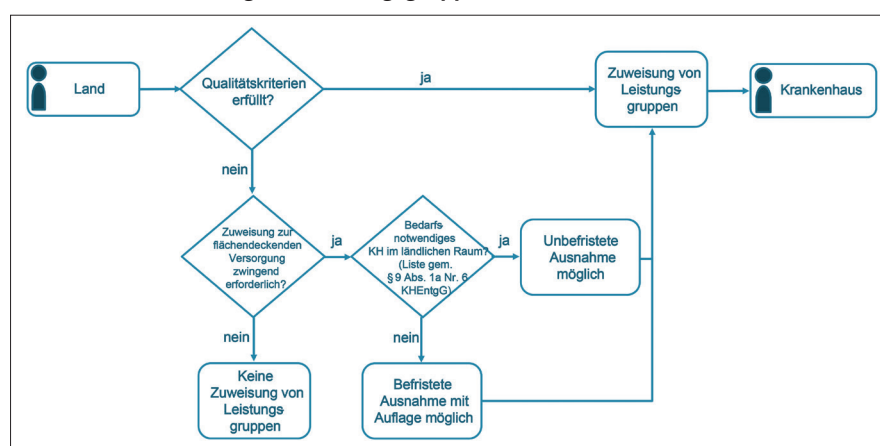 Land
Qualitätskriterien
erfüllt?
ja
Zuweisung von
Leistungs
gruppen
Krankenhaus
nein
Zuweisung zur
flächendeckenden
Versorgung
zwingend
erforderlich?
ja
Bedarfs
notwendiges
KH im ländlichen Raum?
(Liste gem.
§ 9 Abs. 1a Nr. 6
KHEntgG)
ja
Unbefristete
Ausnahme
möglich
nein
nein
Keine
Zuweisung von
Leistungs
gruppen
Befristete
Ausnahme mit
Auflage möglich